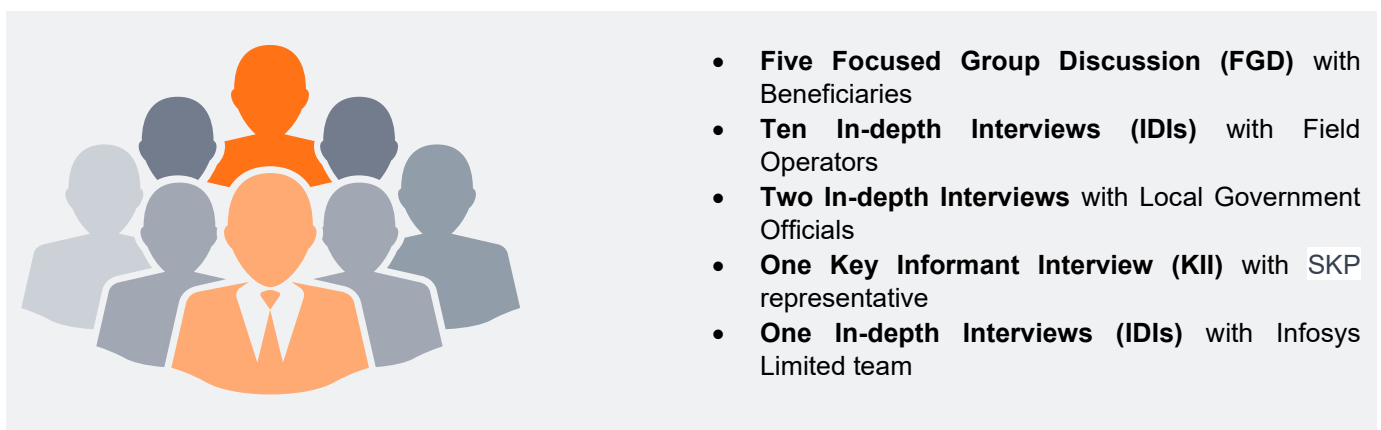 • Five Focused Group Discussion (FGD) with
Beneficiaries
• Ten In-depth Interviews (IDIs) with Field
Operators
• Two In-depth Interviews with Local Government
Officials
• One Key Informant Interview (KII) with SKP
representative
• One In-depth Interviews (IDIs) with Infosys
Limited team